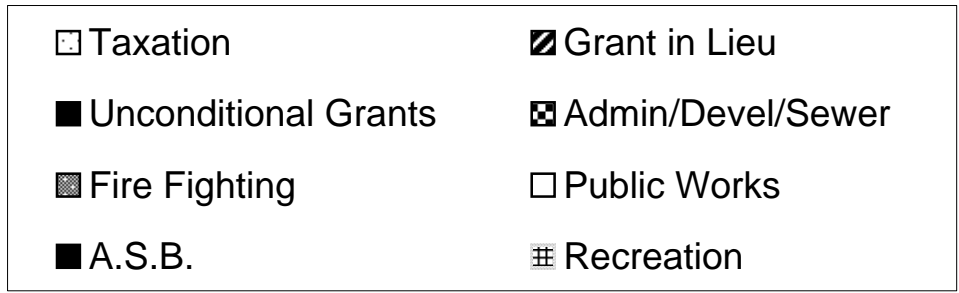 Taxation Grant in Lieu
Unconditional Grants Admin/Devel/Sewer
Fire Fighting Public Works
A.S.B. Recreation